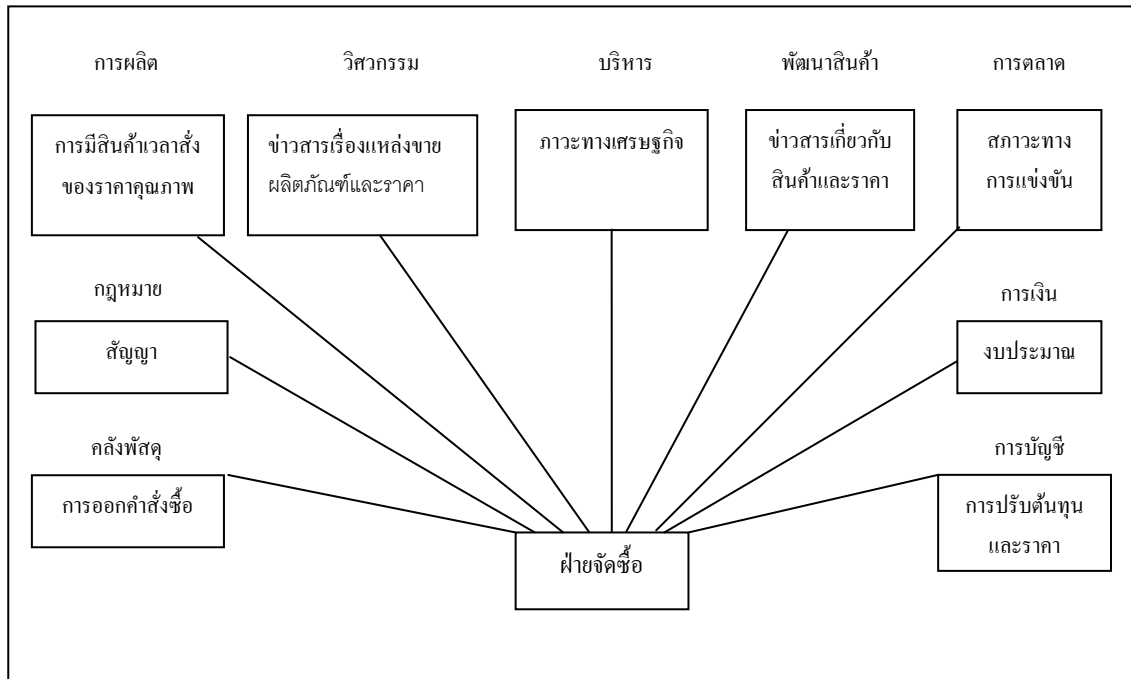 การผลิต
วิศวกรรม
บริหาร
พัฒนาสินค้า
การตลาด
การมีสินค้าเวลาสั่ง
ของราคาคุณภาพ
ข่าวสารเรื่องแหล่งขาย
ผลิตภัณฑ์และราคา
ภาวะทางเศรษฐกิจ
ข่าวสารเกี่ยวกับ
สินค้าและราคา
สภาวะทาง
การแข่งขัน
กฎหมาย
การเงิน
สัญญา
งบประมาณ
คลังพัสดุ
การบัญชี
การออกคำสั่งซื้อ
การปรับต้นทุน
และราคา
ฝ่ายจัดซื้อ